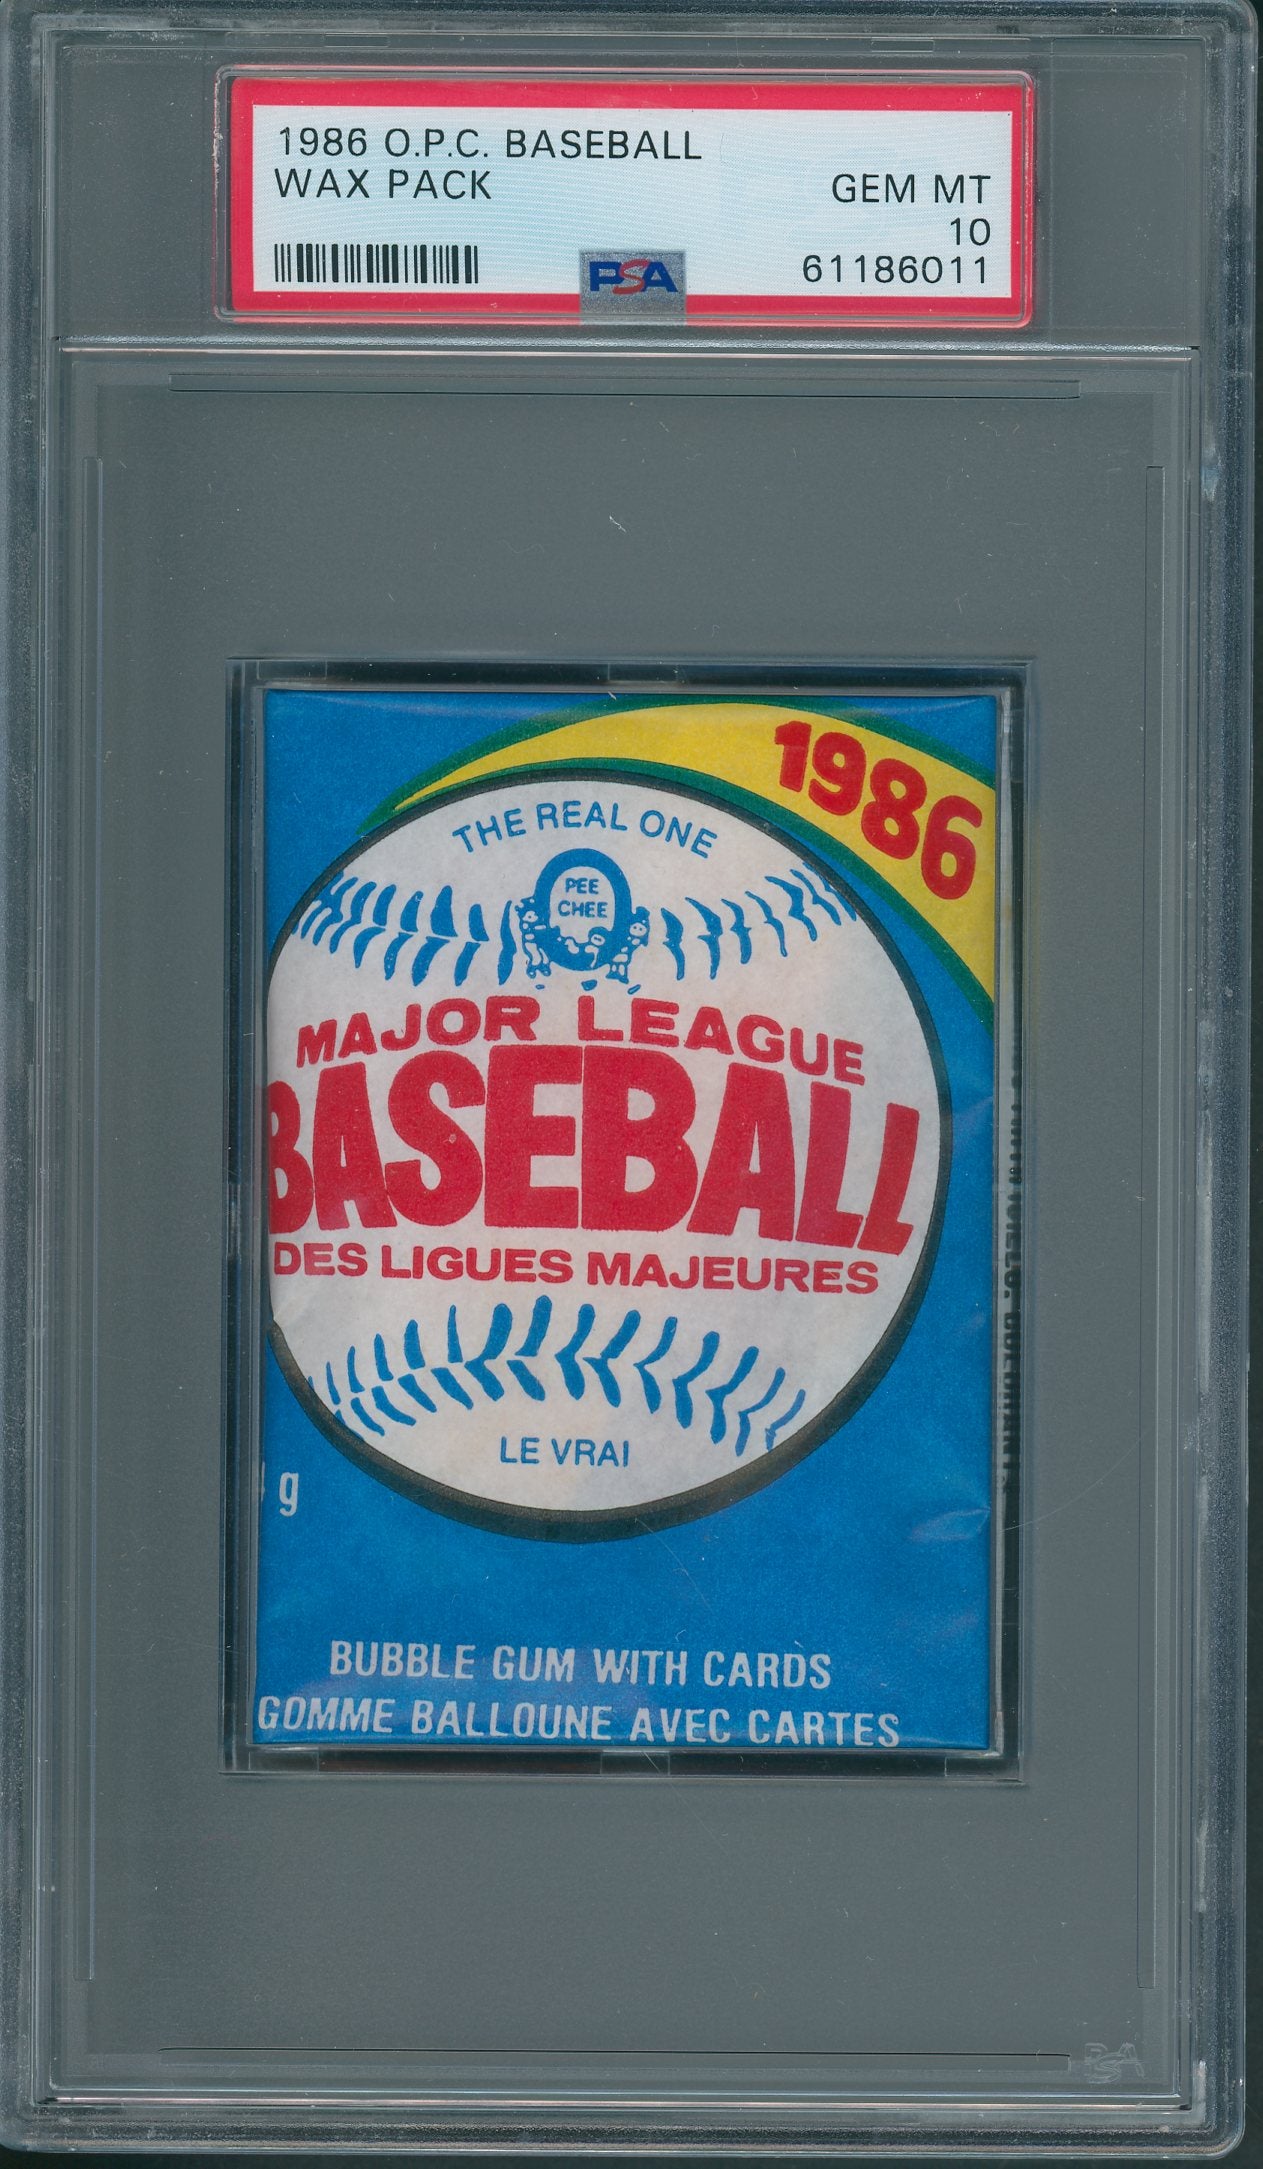 1986 O.P.C. BASEBALL
WAX PACK
GEM MT
10
61186011
PSA
1986
THE REAL ONE
PEE
CHEE
MAJOR LEAGUE
BASEBALL
DES LIGUES MAJEURES
LE VRAI
g
BUBBLE GUM WITH CARDS
GOMME BALLOUNE AVEC CARTES
PSA